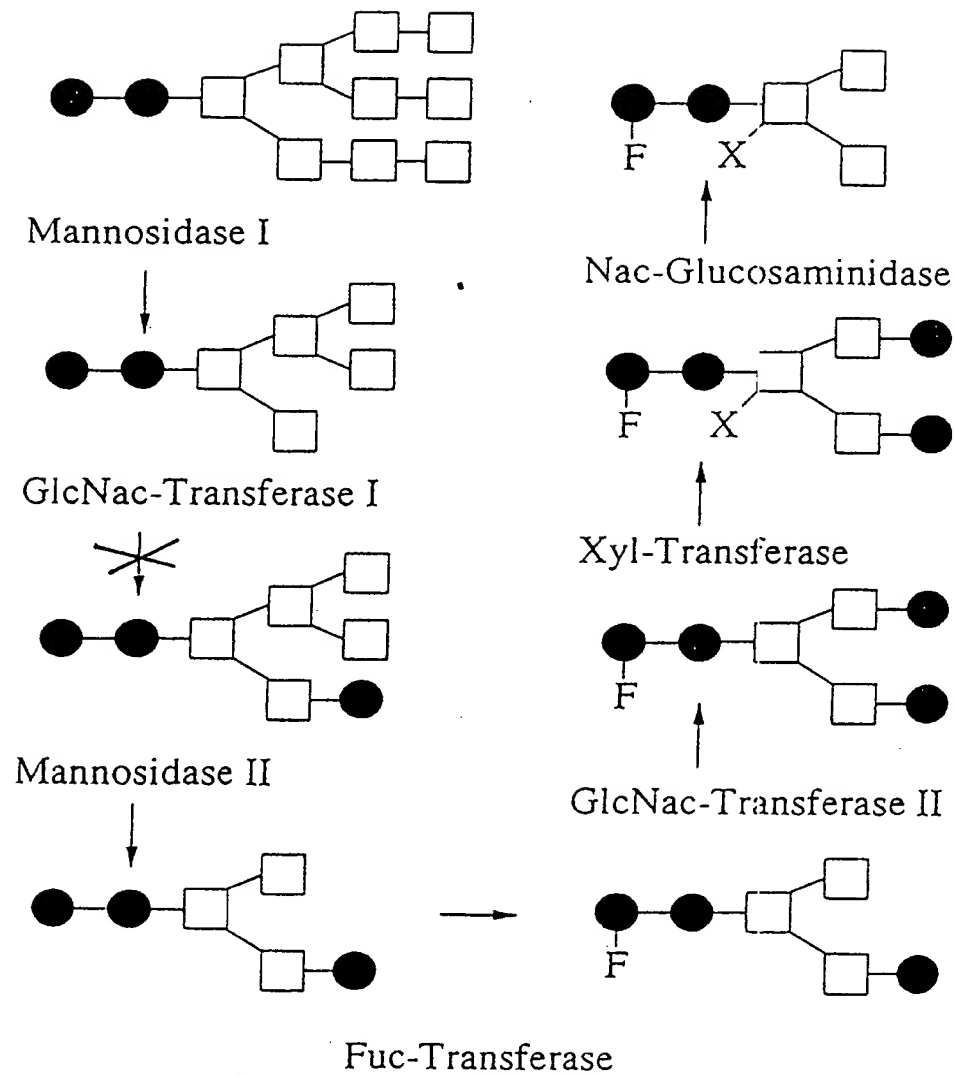 Mannosidase I
GlcNac-Transferase I
Mannosidase II
Fuc-Transferase
F
F
GlcNac-Transferase II
F
Xyl-Transferase
F X
Nac-Glucosaminidase
F X